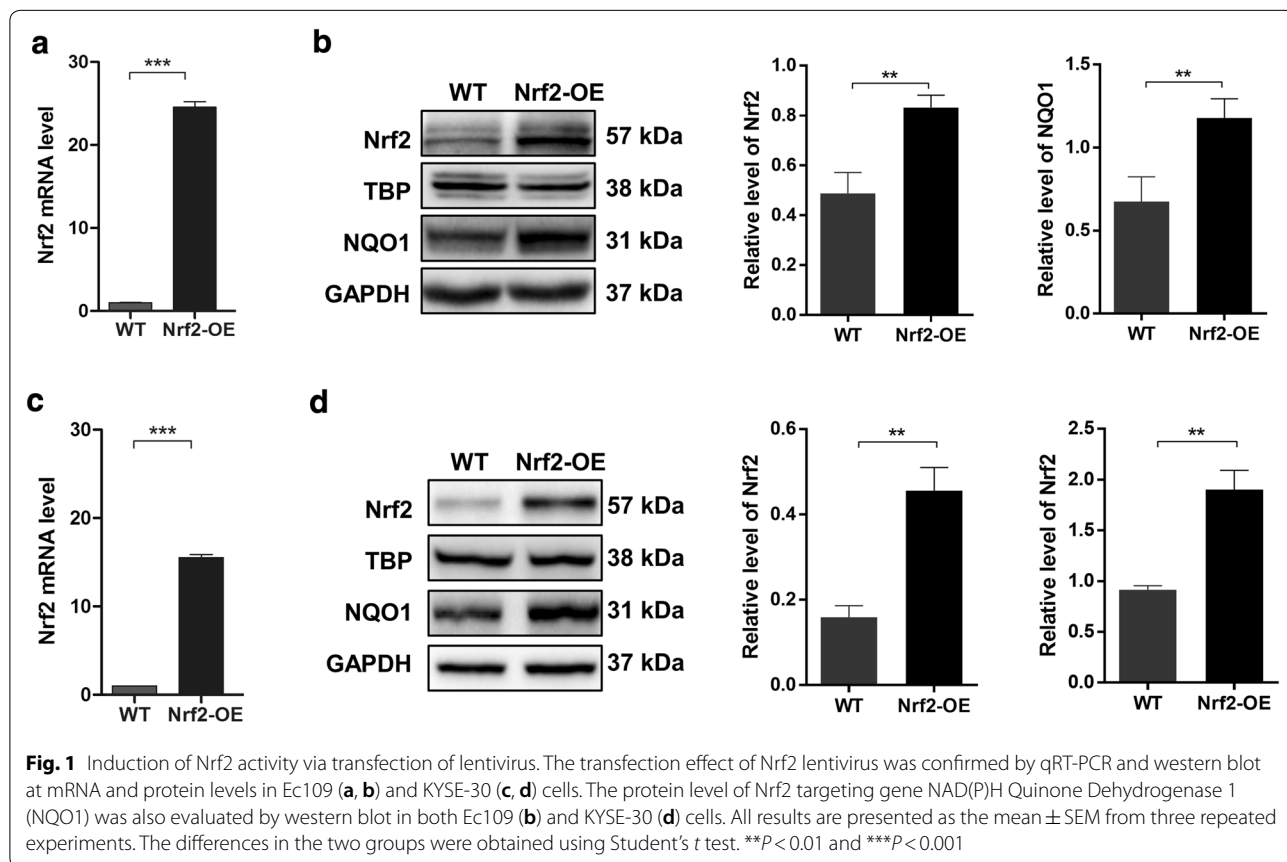 a
Nrf2 mRNA level
30
20
10
0
***
WT
Nrf2-OE
b
WT Nrf2-OE
Nrf2 57 kDa
TBP 38 kDa
NQO1 31 kDa
GAPDH 37 kDa
Relative level of Nrf2
0.8
1.0
0.6
0.4
0.2
0.0
**
WT
Nrf2-OE
Relative level of NQO1
1.5
1.0
0.5
0.0
**
WT
Nrf2-OE
c
Nrf2 mRNA level
30
20
10
0
***
WT
Nrf2-OE
d
WT Nrf2-OE
Nrf2 57 kDa
TBP 38 kDa
NQO1 31 kDa
GAPDH 37 kDa
Relative level of Nrf2
0.6
0.4
0.2
0.0
**
WT
Nrf2-OE
Relative level of Nrf2
2.5
2.0
1.5
1.0
0.5
0.0
**
WT
Nrf2-OE
Fig. 1 Induction of Nrf2 activity via transfection of lentivirus. The transfection effect of Nrf2 lentivirus was confirmed by qRT-PCR and western blot
at mRNA and protein levels in Ec109 (a, b) and KYSE-30 (c, d) cells. The protein level of Nrf2 targeting gene NAD(P)H Quinone Dehydrogenase 1
(NQO1) was also evaluated by western blot in both Ec109 (b) and KYSE-30 (d) cells. All results are presented as the mean ± SEM from three repeated
experiments. The differences in the two groups were obtained using Student's t test. **P < 0.01 and ***P < 0.001